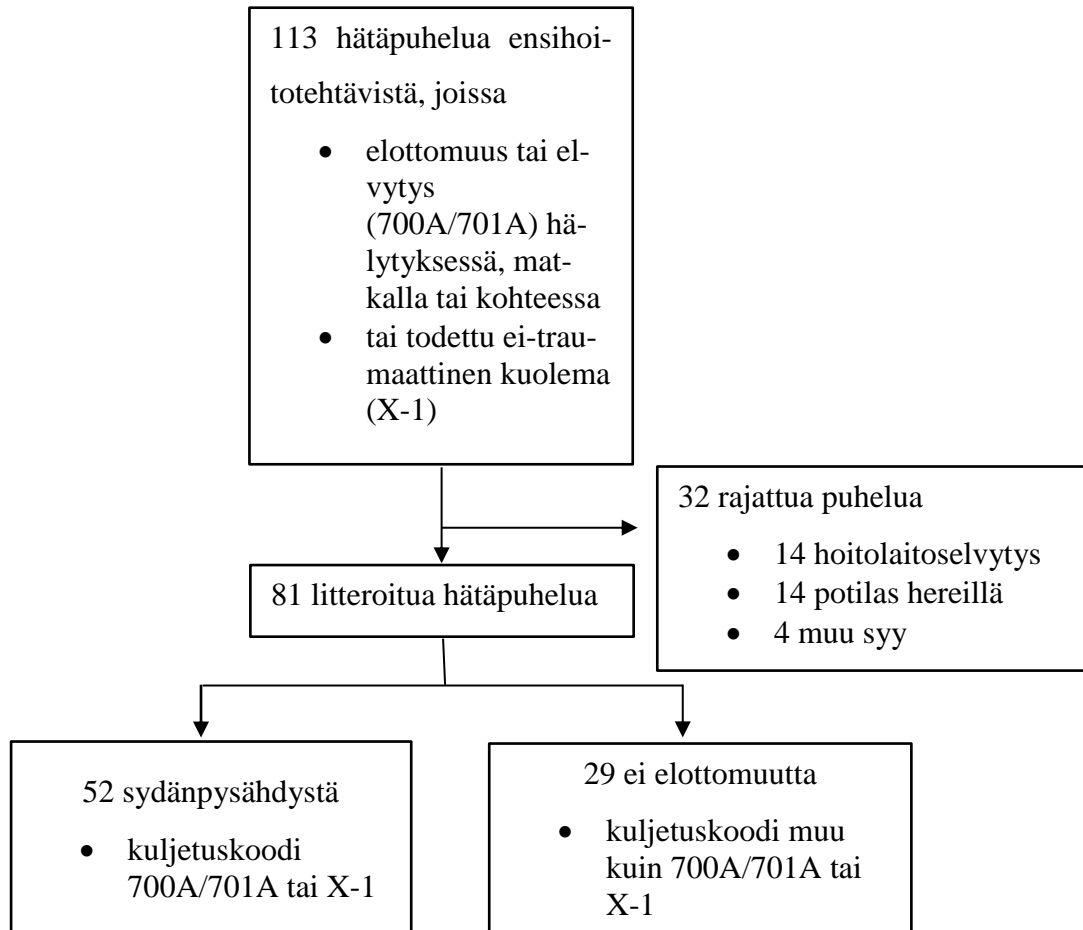 113 hätäpuhelua ensihoi-
totehtävistä, joissa
• elottomuus tai el-
vytys
(700A/701A) hä-
lytyksessä, mat-
kalla tai kohteessa
• tai todettu ei-trau-
maattinen kuolema
(X-1)
32 rajattua puhelua
• 14 hoitolaitoselvytys
• 14 potilas hereillä
• 4 muu syy
81 litteroitua hätäpuhelua
52 sydänpysähdystä
• kuljetuskoodi
700A/701A tai X-1
29 ei elottomuutta
• kuljetuskoodi muu
kuin 700A/701A tai
X-1